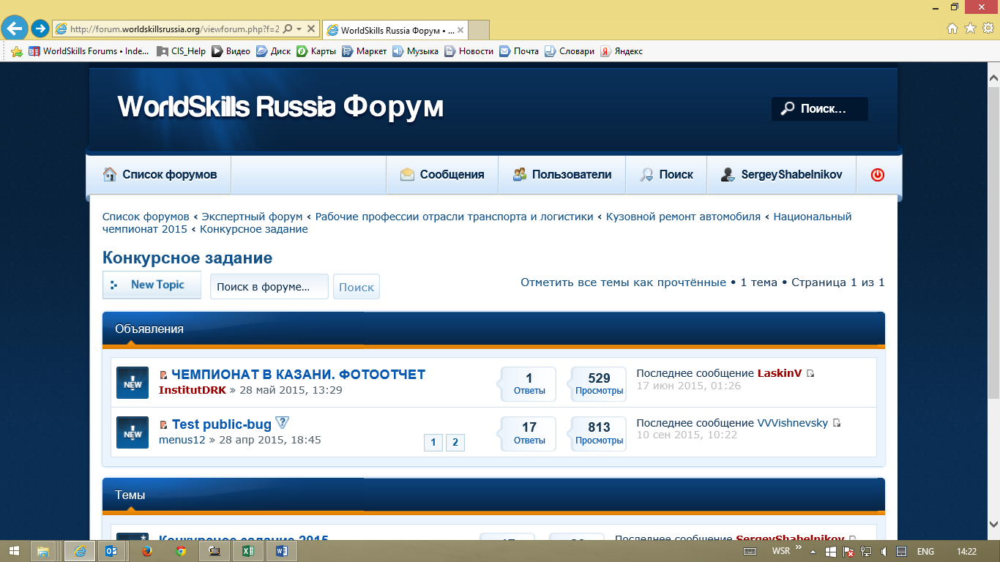 http://forum.worldskillsrussia.org/viewforum.php?f=2
WorldSkills Russia Форум • ...
WorldSkills Forums • Inde...
CIS_Help
Видео
Диск
Карты
Маркет
Музыка
Новости
Почта
Словари
Яндекс
WorldSkills Russia Форум
Поиск...
Список форумов
Сообщения
Пользователи
Поиск
SergeyShabelnikov
Список форумов ‹ Экспертный форум ‹ Рабочие профессии отрасли транспорта и логистики ‹ Кузовной ремонт автомобиля ‹ Национальный
чемпионат 2015 ‹ Конкурсное задание
Конкурсное задание
New Topic
Поиск в форуме...
Поиск
Отметить все темы как прочтённые • 1 тема • Страница 1 из 1
Объявления
NEW
ЧЕМПИОНАТ В КАЗАНИ. ФОТООТЧЕТ
InstitutDRK » 28 май 2015, 13:29
1
Ответы
529
Просмотры
Последнее сообщение LaskinV
17 июн 2015, 01:26
NEW
Test public-bug
menus12 » 28 апр 2015, 18:45
1 2
17
Ответы
813
Просмотры
Последнее сообщение VVVishnevsky
10 сен 2015, 10:22
Темы
Конкурсное задание 2015
Последнее сообщение SergeyShabelnikov
WSR
ENG
14:22